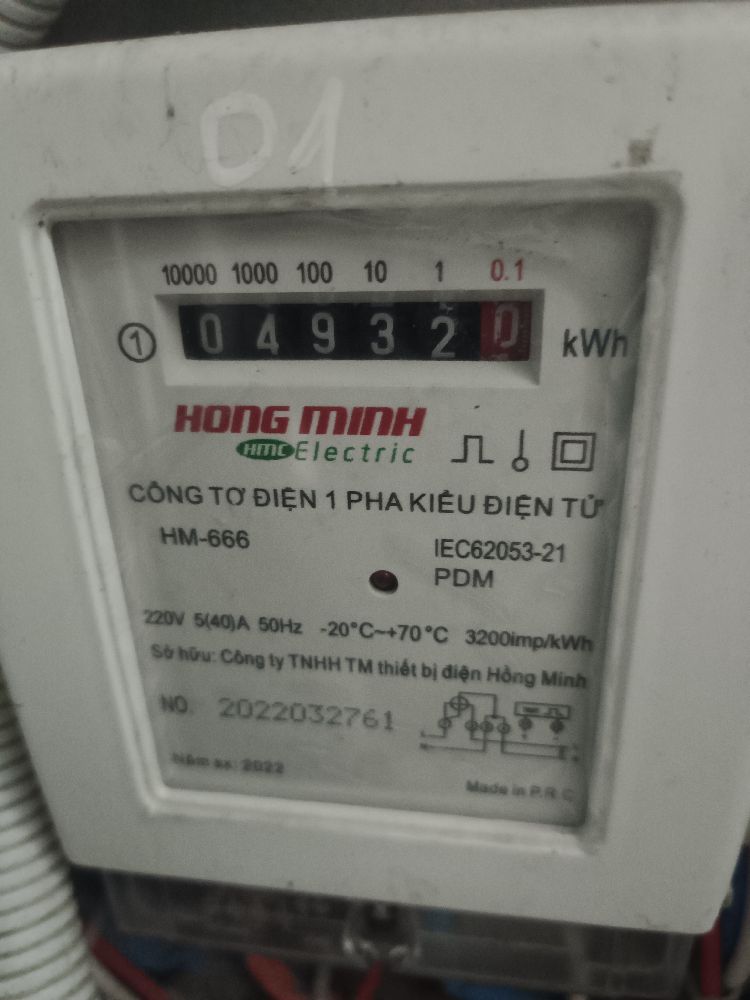 01
10000 1000 100 10 1 0.1
1 0 4 9 3 2 0 kWh
HONG MINH
HMC Electric
CÔNG TƠ ĐIỆN 1 PHA KIỂU ĐIỆN TỬ
HM-666 IEC62053-21
PDM
220V 5(40)A 50Hz -20°C~+70°C 3200imp/kWh
Sở hữu: Công ty TNHH TM thiết bị điện Hồng Minh
NO. 2022032761
Năm sx: 2022
Made in P.R.C